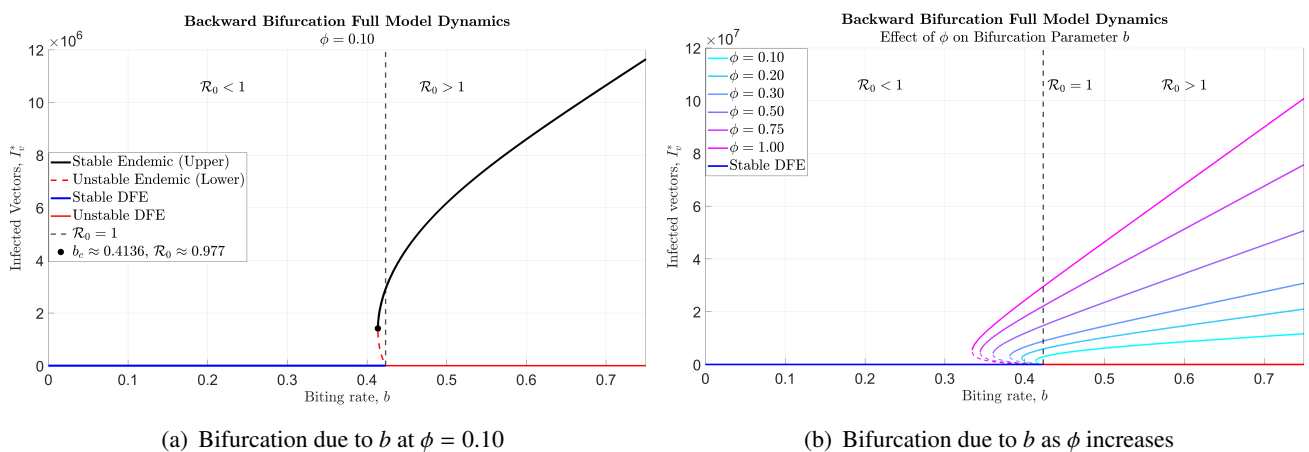 Backward Bifurcation Full Model Dynamics
ϕ = 0.10
×10⁶
12
10
8
6
4
2
0
Infected Vectors, I*ᵥ
R₀ < 1
R₀ > 1
Stable Endemic (Upper)
Unstable Endemic (Lower)
Stable DFE
Unstable DFE
R₀ = 1
b_c ≈ 0.4136, R₀ ≈ 0.977
0 0.1 0.2 0.3 0.4 0.5 0.6 0.7
Biting rate, b
(a) Bifurcation due to b at ϕ = 0.10
Backward Bifurcation Full Model Dynamics
Effect of ϕ on Bifurcation Parameter b
×10⁷
12
10
8
6
4
2
0
Infected Vectors, I*ᵥ
ϕ = 0.10
ϕ = 0.20
ϕ = 0.30
ϕ = 0.50
ϕ = 0.75
ϕ = 1.00
Stable DFE
R₀ < 1
R₀ = 1
R₀ > 1
0 0.1 0.2 0.3 0.4 0.5 0.6 0.7
Biting rate, b
(b) Bifurcation due to b as ϕ increases